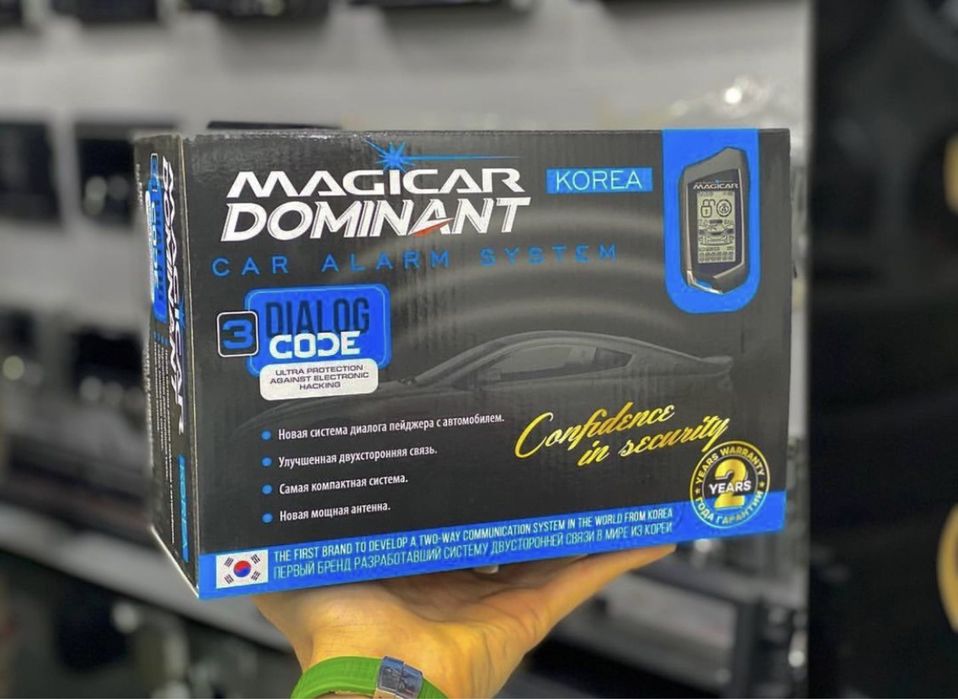 MAGICAR
DOMINANT
KOREA
CAR ALARM SYSTEM
MAGICAR
3 DIALOG
CODE
ULTRA PROTECTION
AGAINST ELECTRONIC
HACKING
Новая система диалога пейджера с автомобилем.
Улучшенная двухсторонняя связь.
Самая компактная система.
Новая мощная антенна.
Confidence
in security
YEARS WARRANTY
2
YEARS
ГОДА ГАРАНТИИ
THE FIRST BRAND TO DEVELOP A TWO-WAY COMMUNICATION SYSTEM IN THE WORLD FROM KOREA
ПЕРВЫЙ БРЕНД РАЗРАБОТАВШИЙ СИСТЕМУ ДВУСТОРОННЕЙ СВЯЗИ В МИРЕ ИЗ КОРЕИ
KOREA